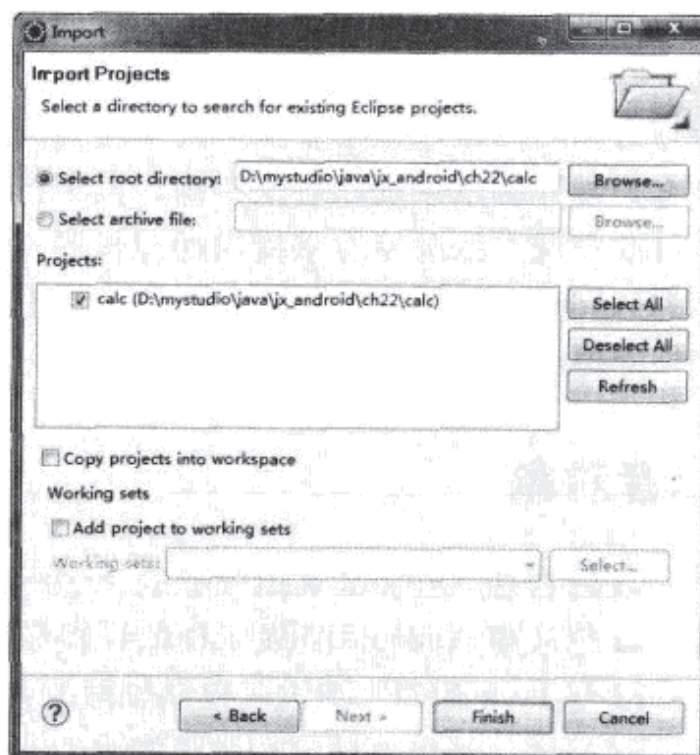 Import
Import Projects
Select a directory to search for existing Eclipse projects.
Select root directory: D:\mystudio\java\jx_android\ch22\calc Browse...
Select archive file: Browse...
Projects:
calc (D:\mystudio\java\jx_android\ch22\calc) Select All
Deselect All
Refresh
Copy projects into workspace
Working sets
Add project to working sets
Working sets: Select...
? < Back Next > Finish Cancel